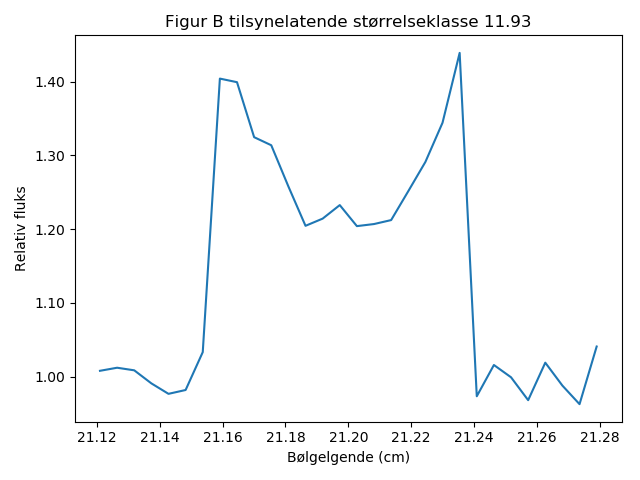 Figur B tilsynelatende størrelseklasse 11.93
1.40
1.30
1.20
1.10
1.00
Relativ fluks
21.12 21.14 21.16 21.18 21.20 21.22 21.24 21.26 21.28
Bølgelgende (cm)